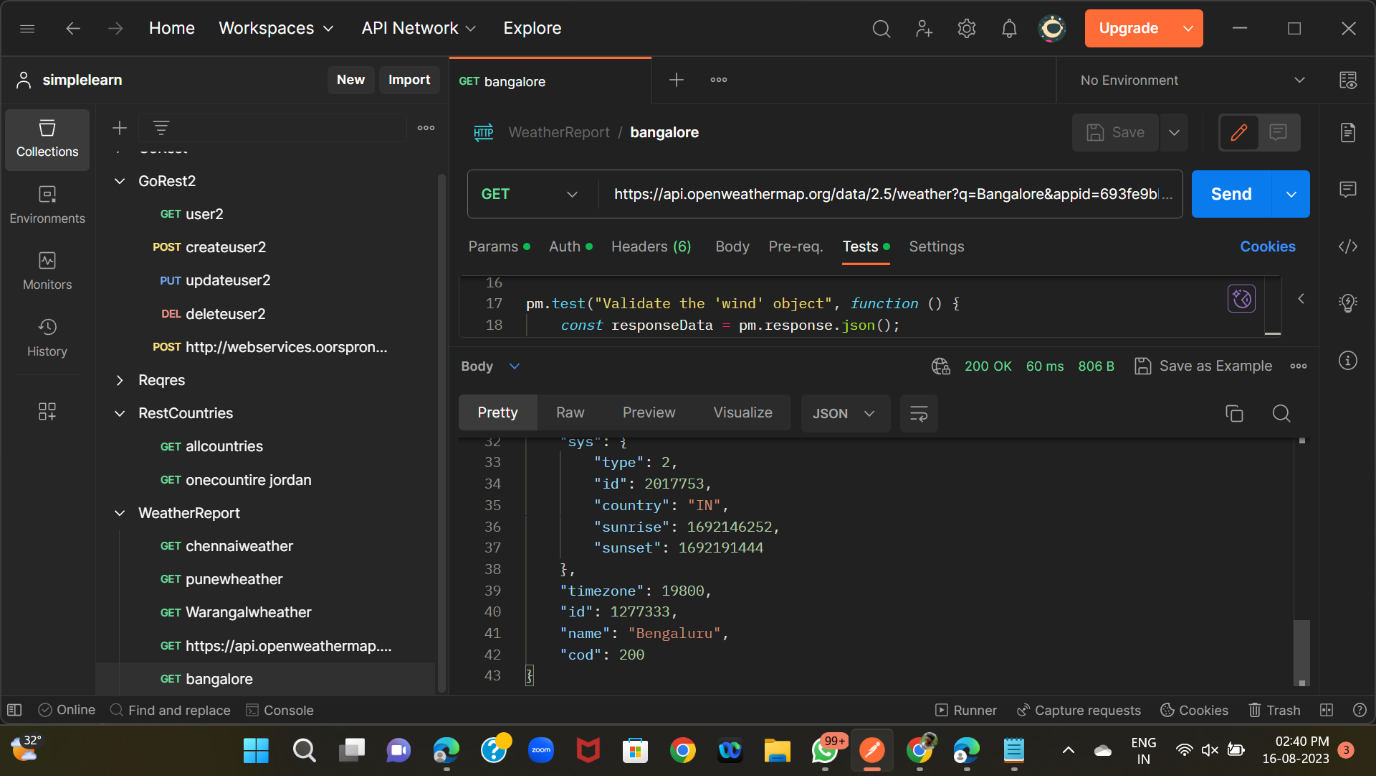 Home Workspaces API Network Explore Upgrade
simplelearn New Import
GET bangalore No Environment
Collections
Environments
Monitors
History
GoRest2
GET user2
POST createuser2
PUT updateuser2
DEL deleteuser2
POST http://webservices.oorspron...
Reqres
RestCountries
GET allcountries
GET onecountire jordan
WeatherReport
GET chennaiweather
GET punewheather
GET Warangalwheather
GET https://api.openweathermap....
GET bangalore
HTTP WeatherReport / bangalore Save
GET https://api.openweathermap.org/data/2.5/weather?q=Bangalore&appid=693fe9b... Send
Params Auth Headers (6) Body Pre-req. Tests Settings Cookies
16
17 pm.test("Validate the 'wind' object", function () {
18 const responseData = pm.response.json();
Body 200 OK 60 ms 806 B Save as Example
Pretty Raw Preview Visualize JSON
32 "sys": {
33 "type": 2,
34 "id": 2017753,
35 "country": "IN",
36 "sunrise": 1692146252,
37 "sunset": 1692191444
38 },
39 "timezone": 19800,
40 "id": 1277333,
41 "name": "Bengaluru",
42 "cod": 200
43 }
Online Find and replace Console Runner Capture requests Cookies Trash
32°
zoom
99+
ENG
IN
02:40 PM
16-08-2023
3